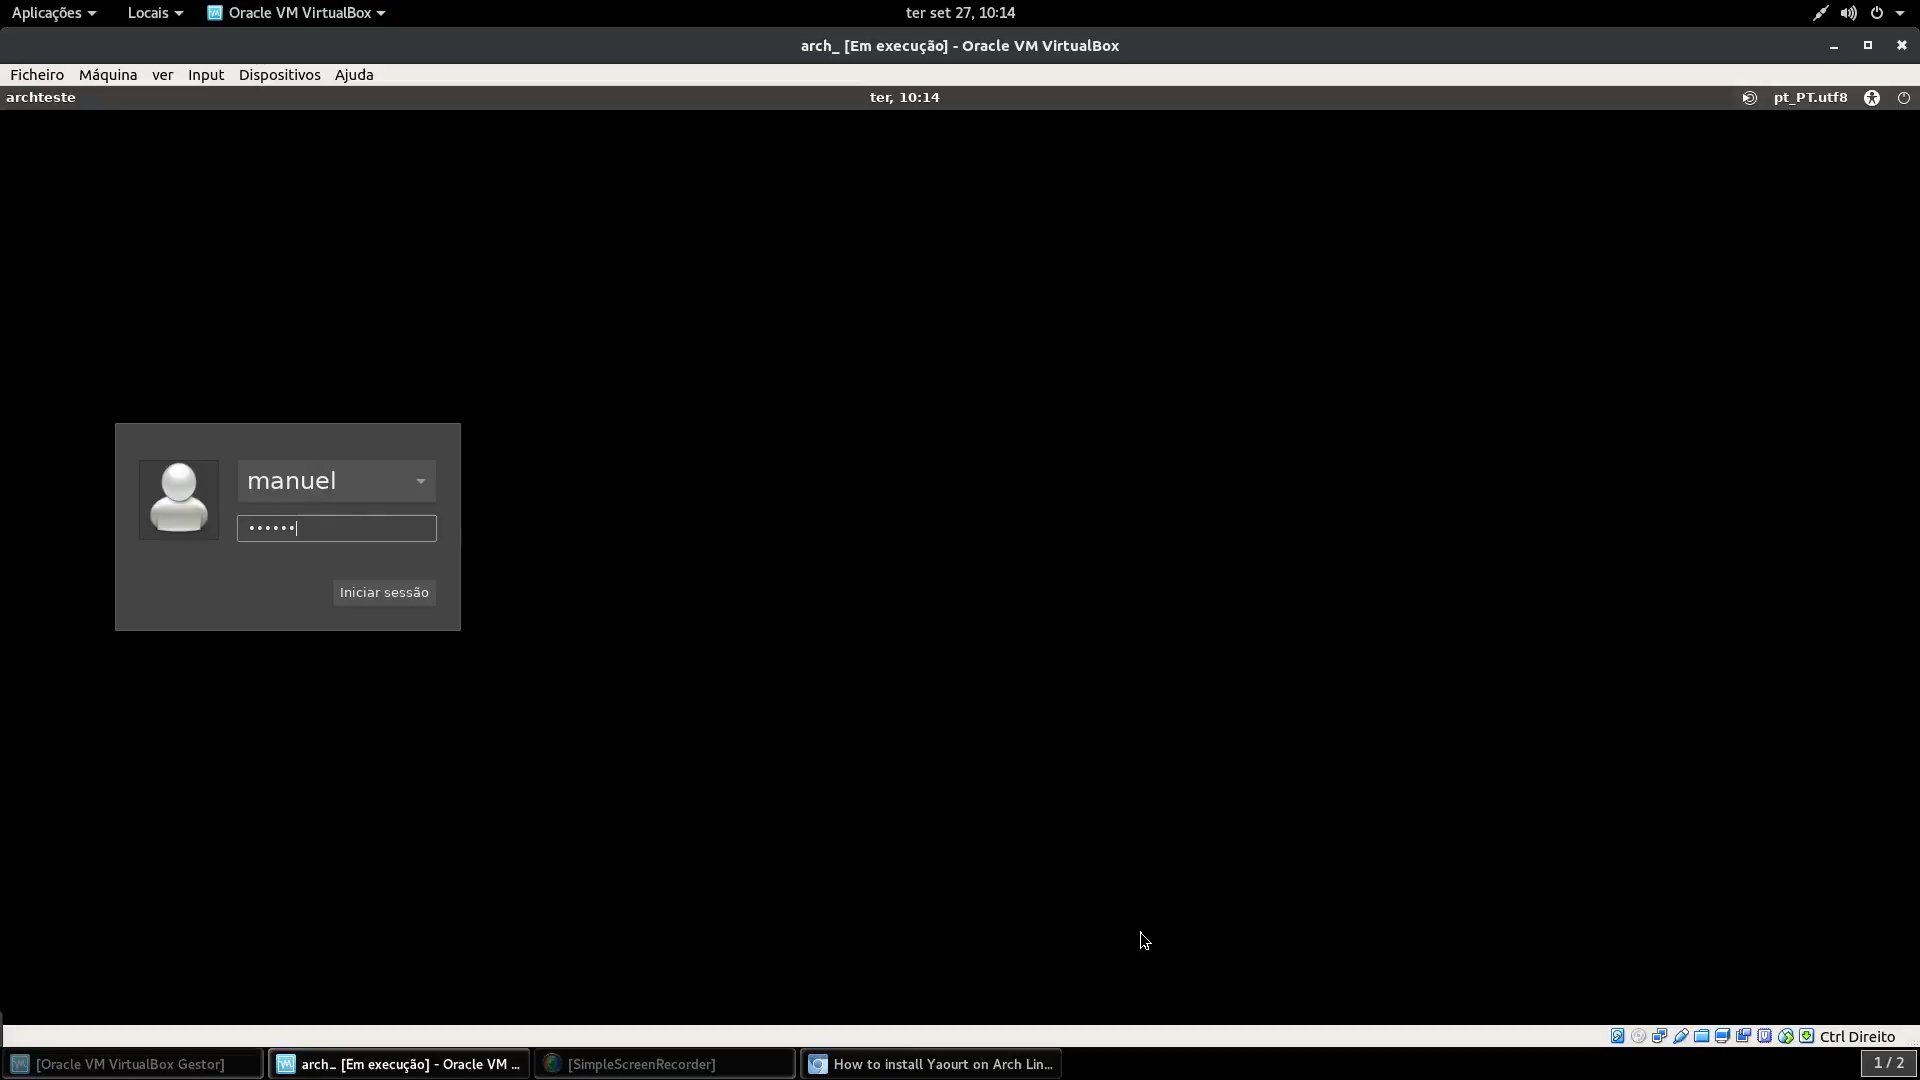 Aplicações Locais Oracle VM VirtualBox ter set 27, 10:14
arch_ [Em execução] - Oracle VM VirtualBox
Ficheiro Máquina ver Input Dispositivos Ajuda
archteste ter, 10:14 pt_PT.utf8
manuel
••••••
Iniciar sessão
Ctrl Direito
[Oracle VM VirtualBox Gestor] arch_ [Em execução] - Oracle VM ... [SimpleScreenRecorder] How to install Yaourt on Arch Lin... 1 / 2